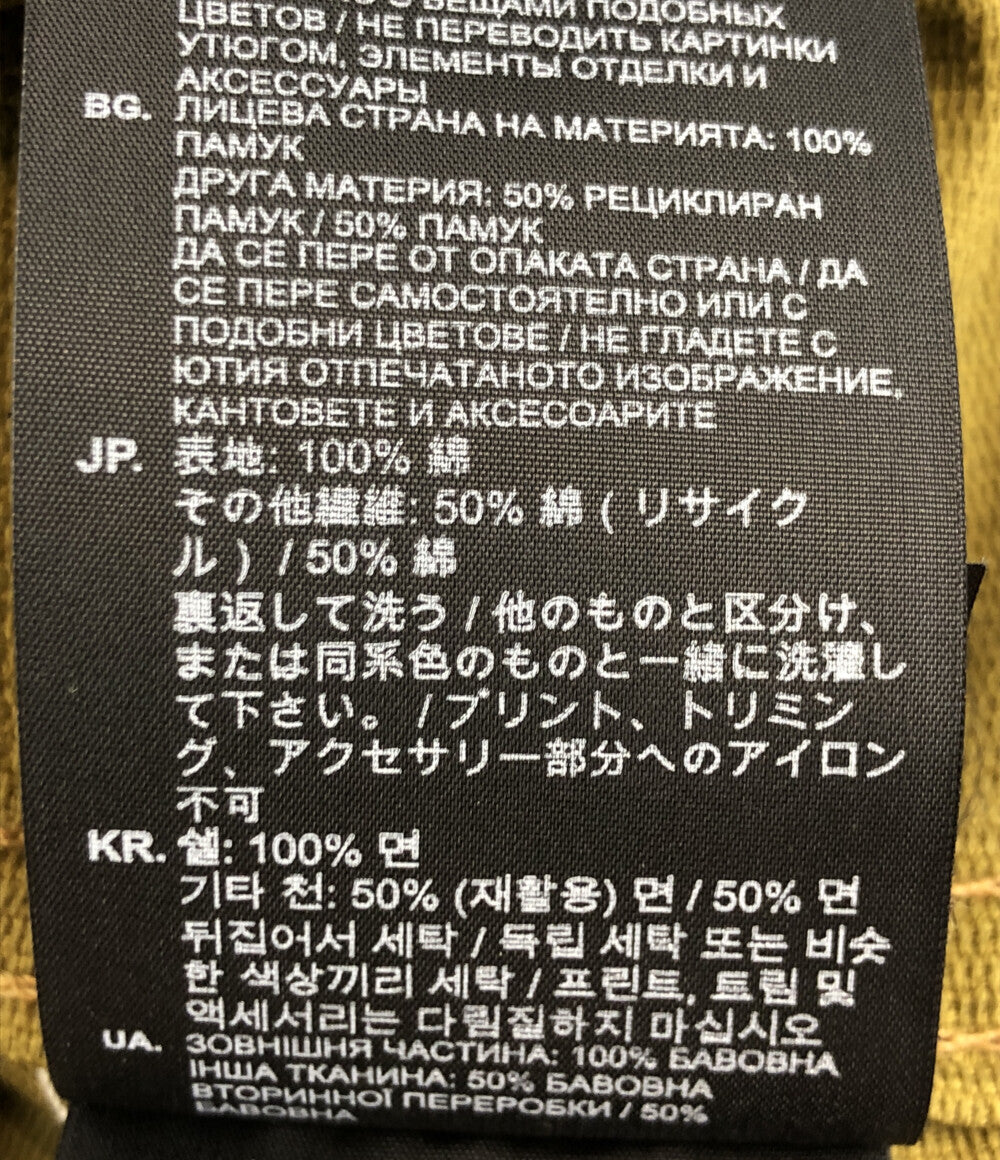 ВЕЩАМИ ПОДОБНЫХ
ЦВЕТОВ / НЕ ПЕРЕВОДИТЬ КАРТИНКИ
УТЮГОМ, ЭЛЕМЕНТЫ ОТДЕЛКИ И
АКСЕССУАРЫ
BG. ЛИЦЕВА СТРАНА НА МАТЕРИЯТА: 100%
ПАМУК
ДРУГА МАТЕРИЯ: 50% РЕЦИКЛИРАН
ПАМУК / 50% ПАМУК
ДА СЕ ПЕРЕ ОТ ОПАКАТА СТРАНА / ДА
СЕ ПЕРЕ САМОСТОЯТЕЛНО ИЛИ С
ПОДОБНИ ЦВЕТОВЕ / НЕ ГЛАДЕТЕ С
ЮТИЯ ОТПЕЧАТАНОТО ИЗОБРАЖЕНИЕ,
КАНТОВЕТЕ И АКСЕСОАРИТЕ
JP. 表地: 100% 綿
その他繊維: 50% 綿 ( リサイク
ル ) / 50% 綿
裏返して洗う / 他のものと区分け、
または同系色のものと一緒に洗濯し
て下さい。 / プリント、トリミン
グ、アクセサリー部分へのアイロン
不可
KR. 쉘: 100% 면
기타 천: 50% (재활용) 면 / 50% 면
뒤집어서 세탁 / 독립 세탁 또는 비슷
한 색상끼리 세탁 / 프린트, 트림 및
액세서리는 다림질하지 마십시오
UA. ЗОВНІШНЯ ЧАСТИНА: 100% БАВОВНА
ІНША ТКАНИНА: 50% БАВОВНА
ВТОРИННОЇ ПЕРЕРОБКИ / 50%
БАВОВНА